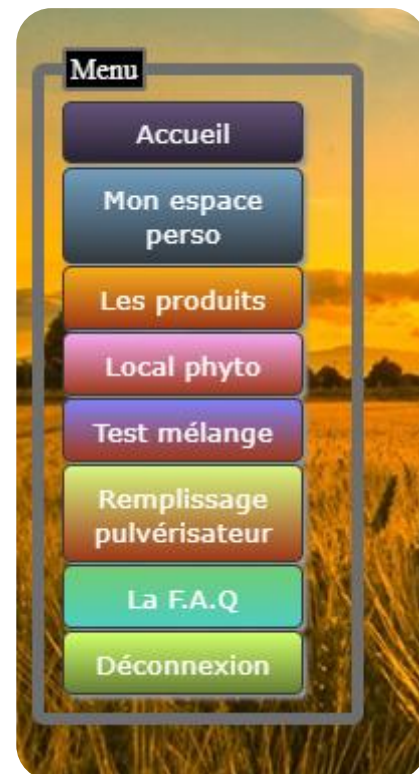 Menu
Accueil
Mon espace
perso
Les produits
Local phyto
Test mélange
Remplissage
pulvérisateur
La F.A.Q
Déconnexion